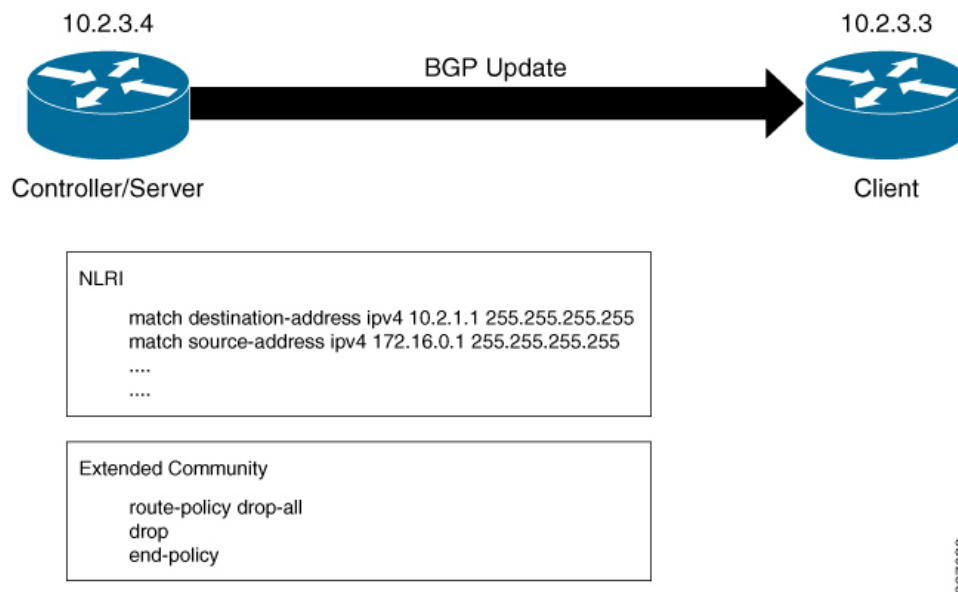 10.2.3.4
10.2.3.3
BGP Update
Controller/Server
Client
NLRI
match destination-address ipv4 10.2.1.1 255.255.255.255
match source-address ipv4 172.16.0.1 255.255.255.255
....
....
Extended Community
route-policy drop-all
drop
end-policy